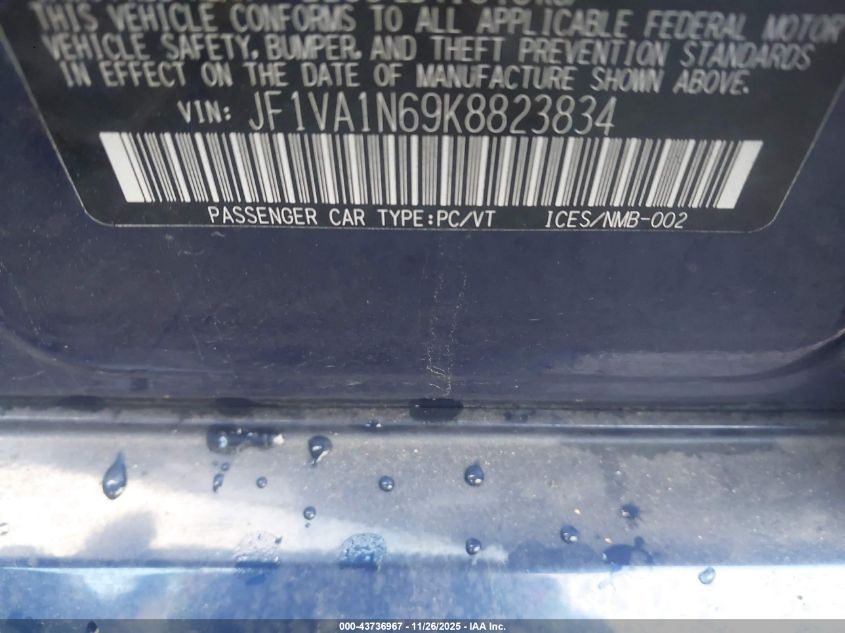 THIS VEHICLE CONFORMS TO ALL APPLICABLE FEDERAL MOTOR
VEHICLE SAFETY, BUMPER, AND THEFT PREVENTION STANDARDS
IN EFFECT ON THE DATE OF MANUFACTURE SHOWN ABOVE.
VIN: JF1VA1N69K8823834
PASSENGER CAR TYPE:PC/VT ICES/NMB-002
000-43736967 - 11/26/2025 - IAA Inc.